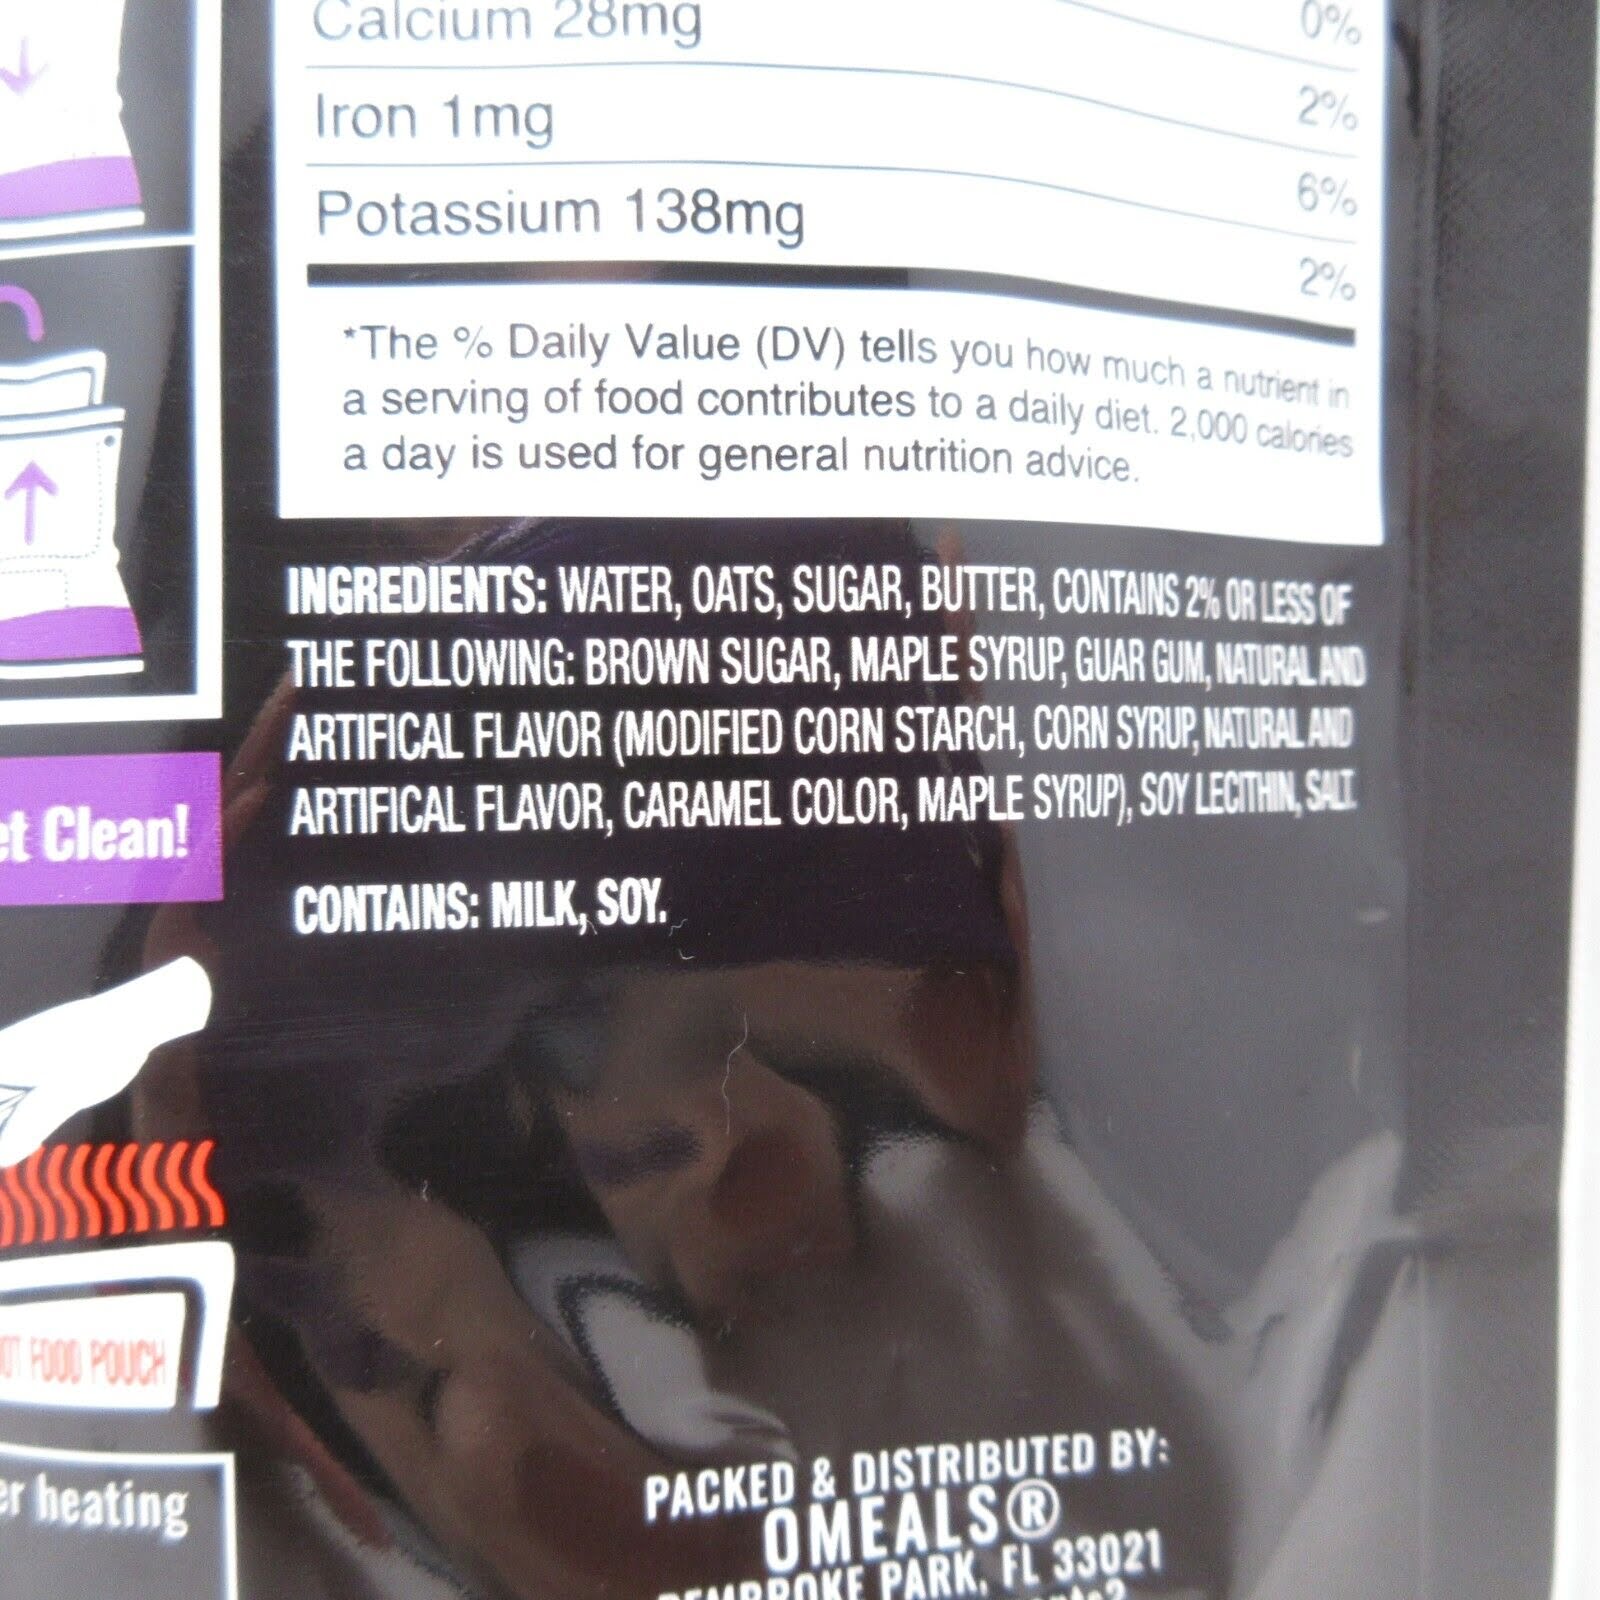 Calcium 28mg 0%
Iron 1mg 2%
Potassium 138mg 6%
2%
*The % Daily Value (DV) tells you how much a nutrient in
a serving of food contributes to a daily diet. 2,000 calories
a day is used for general nutrition advice.
INGREDIENTS: WATER, OATS, SUGAR, BUTTER, CONTAINS 2% OR LESS OF
THE FOLLOWING: BROWN SUGAR, MAPLE SYRUP, GUAR GUM, NATURAL AND
ARTIFICAL FLAVOR (MODIFIED CORN STARCH, CORN SYRUP, NATURAL AND
ARTIFICAL FLAVOR, CARAMEL COLOR, MAPLE SYRUP), SOY LECITHIN, SALT.
CONTAINS: MILK, SOY.
et Clean!
OT FOOD POUCH
er heating
PACKED & DISTRIBUTED BY:
OMEALS®
PEMBROKE PARK, FL 33021